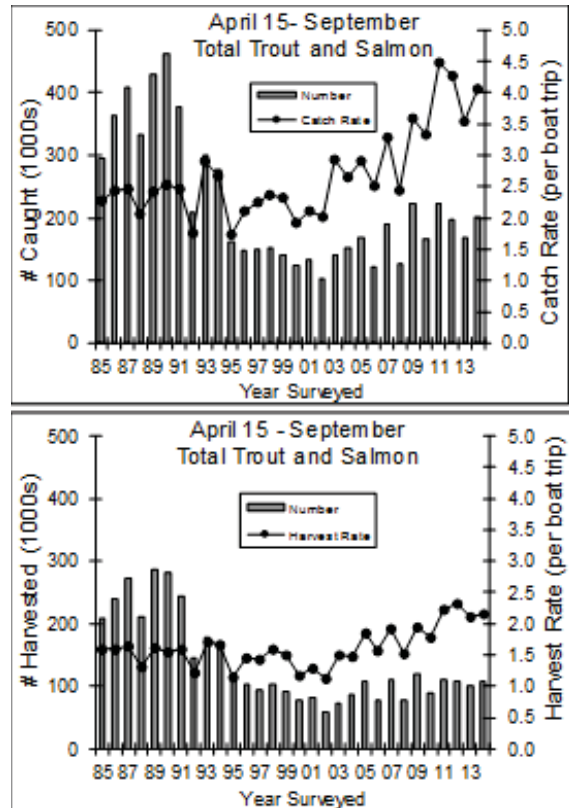 April 15- September
Total Trout and Salmon
500
400
300
200
100
0
# Caught (1000s)
Number
Catch Rate
5.0
4.5
4.0
3.5
3.0
2.5
2.0
1.5
1.0
0.5
0.0
Catch Rate (per boat trip)
85 87 89 91 93 95 97 99 01 03 05 07 09 11 13
Year Surveyed
April 15 - September
Total Trout and Salmon
500
400
300
200
100
0
# Harvested (1000s)
Number
Harvest Rate
5.0
4.5
4.0
3.5
3.0
2.5
2.0
1.5
1.0
0.5
0.0
Harvest Rate (per boat trip)
85 87 89 91 93 95 97 99 01 03 05 07 09 11 13
Year Surveyed